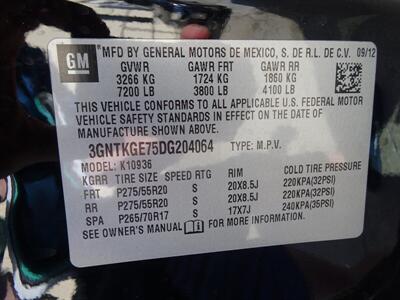 GM
MFD BY GENERAL MOTORS DE MEXICO, S. DE R.L. DE C.V. 09/12
GVWR GAWR FRT GAWR RR
3266 KG 1724 KG 1860 KG
7200 LB 3800 LB 4100 LB
THIS VEHICLE CONFORMS TO ALL APPLICABLE U.S. FEDERAL MOTOR
VEHICLE SAFETY STANDARDS IN EFFECT ON THE DATE OF
MANUFACTURE SHOWN ABOVE.
3GNTKGE75DG204064 TYPE: M.P.V.
MODEL: K10936
KGRR TIRE SIZE SPEED RTG RIM COLD TIRE PRESSURE
FRT P275/55R20 S 20X8.5J 220KPA(32PSI)
RR P275/55R20 S 20X8.5J 220KPA(32PSI)
SPA P265/70R17 S 17X7J 240KPA(35PSI)
SEE OWNER'S MANUAL FOR MORE INFORMATION.